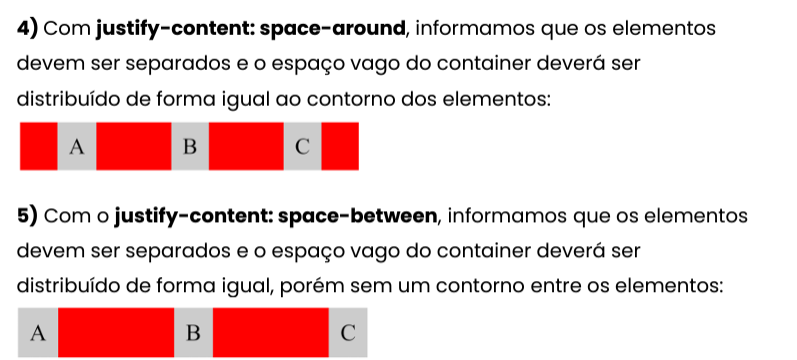 4) Com justify-content: space-around, informamos que os elementos
devem ser separados e o espaço vago do container deverá ser
distribuído de forma igual ao contorno dos elementos:
A B C
5) Com o justify-content: space-between, informamos que os elementos
devem ser separados e o espaço vago do container deverá ser
distribuído de forma igual, porém sem um contorno entre os elementos:
A B C